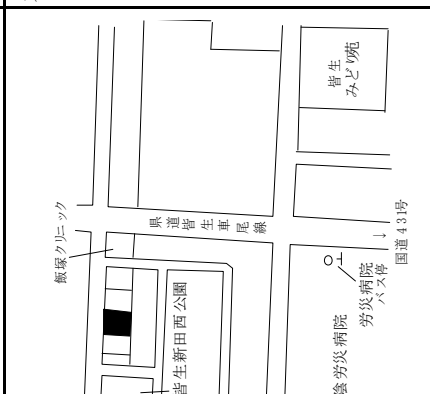 皆生
みどり苑
県道皆生車尾線
飯塚クリニック
国道431号
労災病院
バス停
皆生新田西公園
陰労災病院